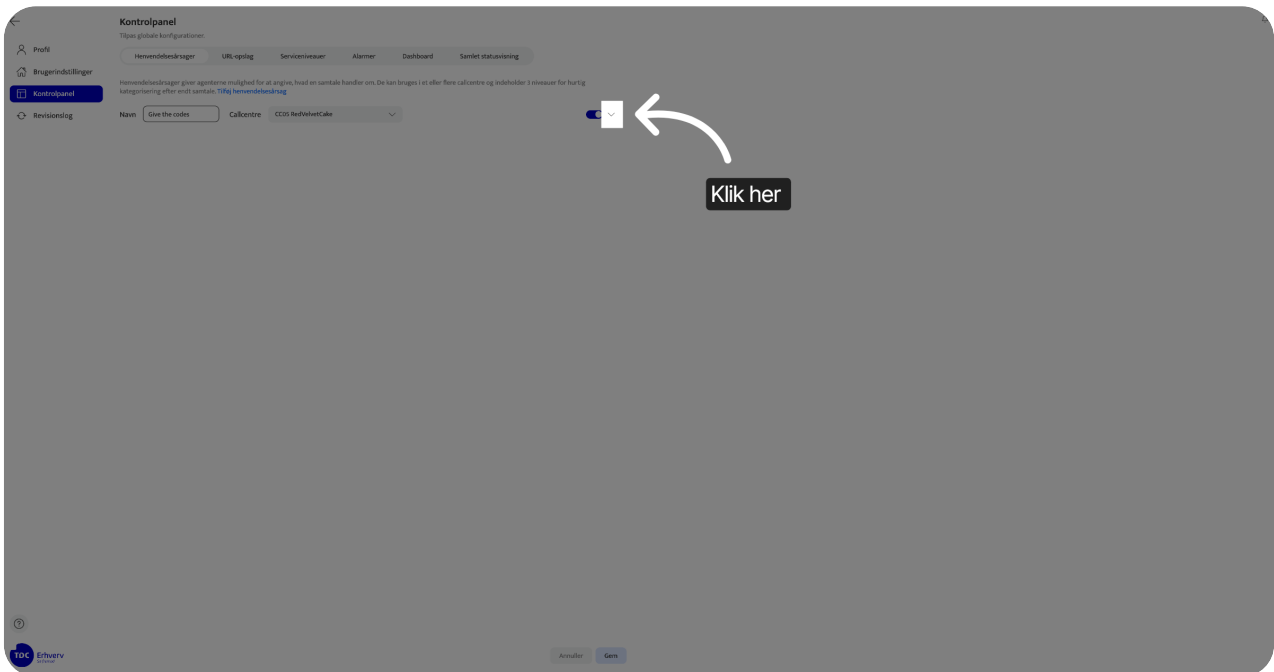 Kontrolpanel
Tilpas globale konfigurationer.
Profil
Brugerindstillinger
Kontrolpanel
Revisionslog
Henvendelsesårsager URL-opslag Serviceniveauer Alarmer Dashboard Samlet statusvisning
Henvendelsesårsager giver agenterne mulighed for at angive, hvad en samtale handler om. De kan bruges i et eller flere callcentre og indeholder 3 niveauer for hurtig
kategorisering efter endt samtale. Tilføj henvendelsesårsag
Navn Give the codes Callcentre CC05 RedVelvetCake
Klik her
TDC Erhverv
Annuller Gem